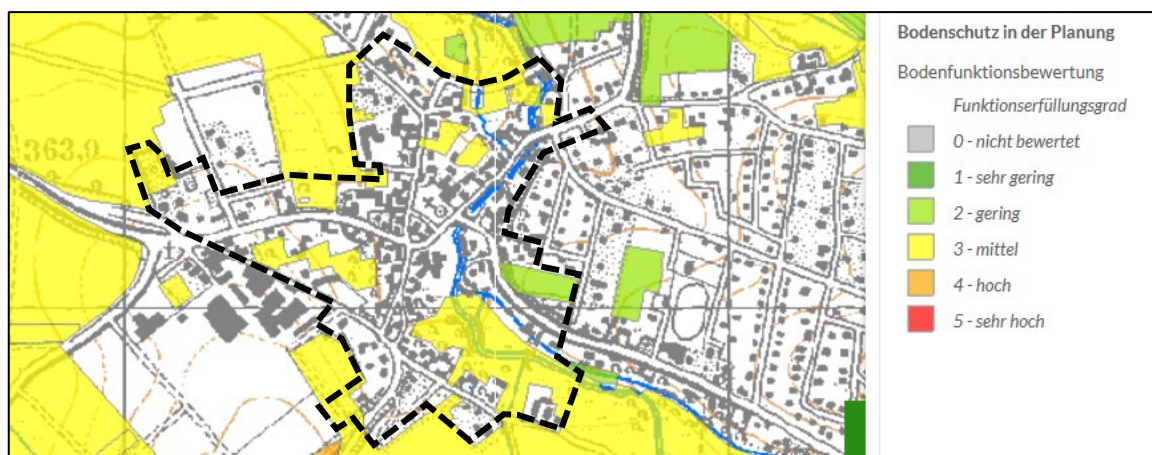 363,9
Bodenschutz in der Planung
Bodenfunktionsbewertung
Funktionserfüllungsgrad
0 - nicht bewertet
1 - sehr gering
2 - gering
3 - mittel
4 - hoch
5 - sehr hoch